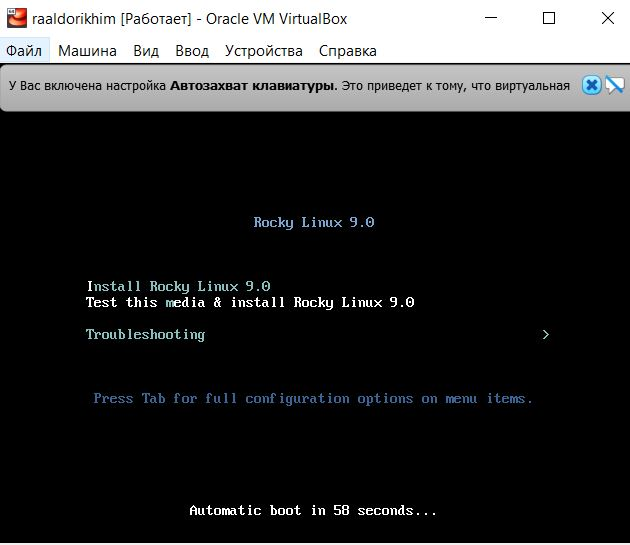 raaldorikhim [Работает] - Oracle VM VirtualBox
Файл Машина Вид Ввод Устройства Справка
У Вас включена настройка Автозахват клавиатуры. Это приведет к тому, что виртуальная
Rocky Linux 9.0
Install Rocky Linux 9.0
Test this media & install Rocky Linux 9.0
Troubleshooting >
Press Tab for full configuration options on menu items.
Automatic boot in 58 seconds...